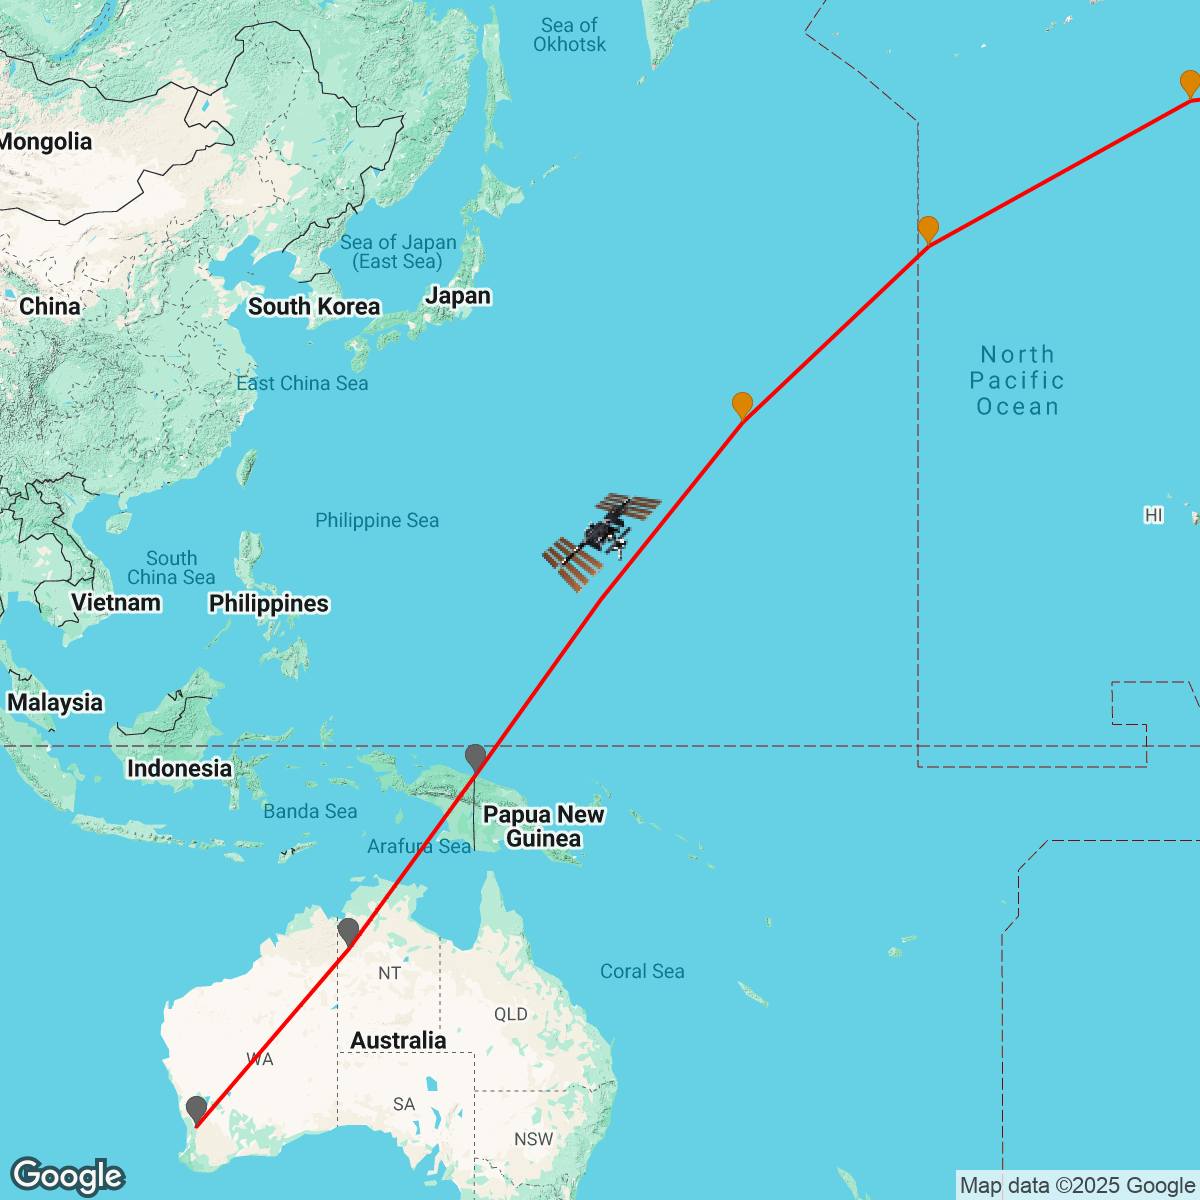 Sea of
Okhotsk
Mongolia
Sea of Japan
(East Sea)
China
South Korea
Japan
North
Pacific
Ocean
East China Sea
Philippine Sea
HI
South
China Sea
Vietnam
Philippines
Malaysia
Indonesia
Banda Sea
Papua New
Guinea
Arafura Sea
Coral Sea
NT
QLD
Australia
WA
SA
NSW
Google
Map data ©2025 Google